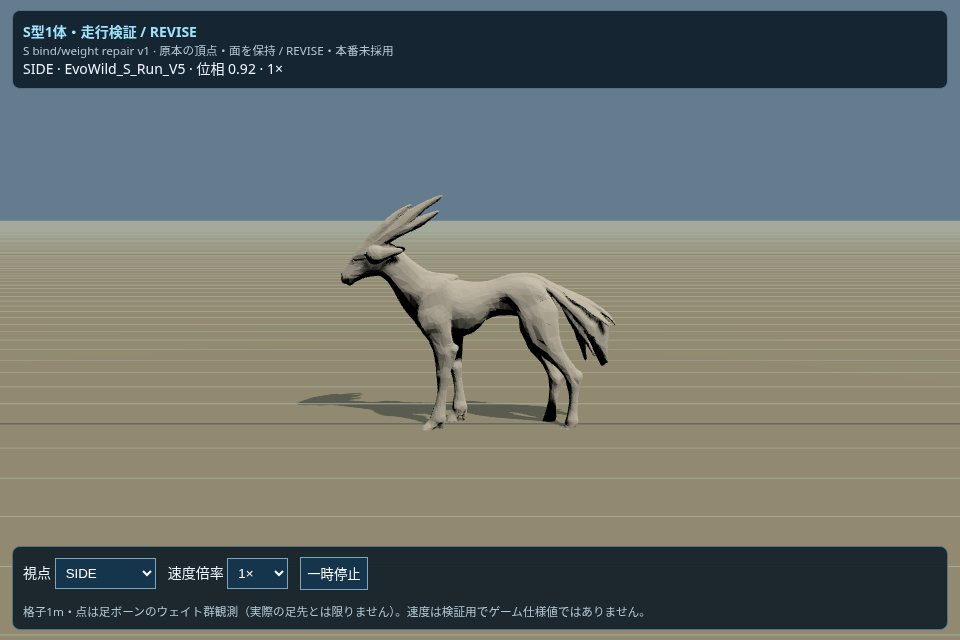 S型1体・走行検証 / REVISE
S bind/weight repair v1 · 原本の頂点・面を保持 / REVISE・本番未採用
SIDE · EvoWild_S_Run_V5 · 位相 0.92 · 1×
視点 SIDE 速度倍率 1× 一時停止
格子1m・点は足ボーンのウェイト群観測（実際の足先とは限りません）。速度は検証用でゲーム仕様値ではありません。